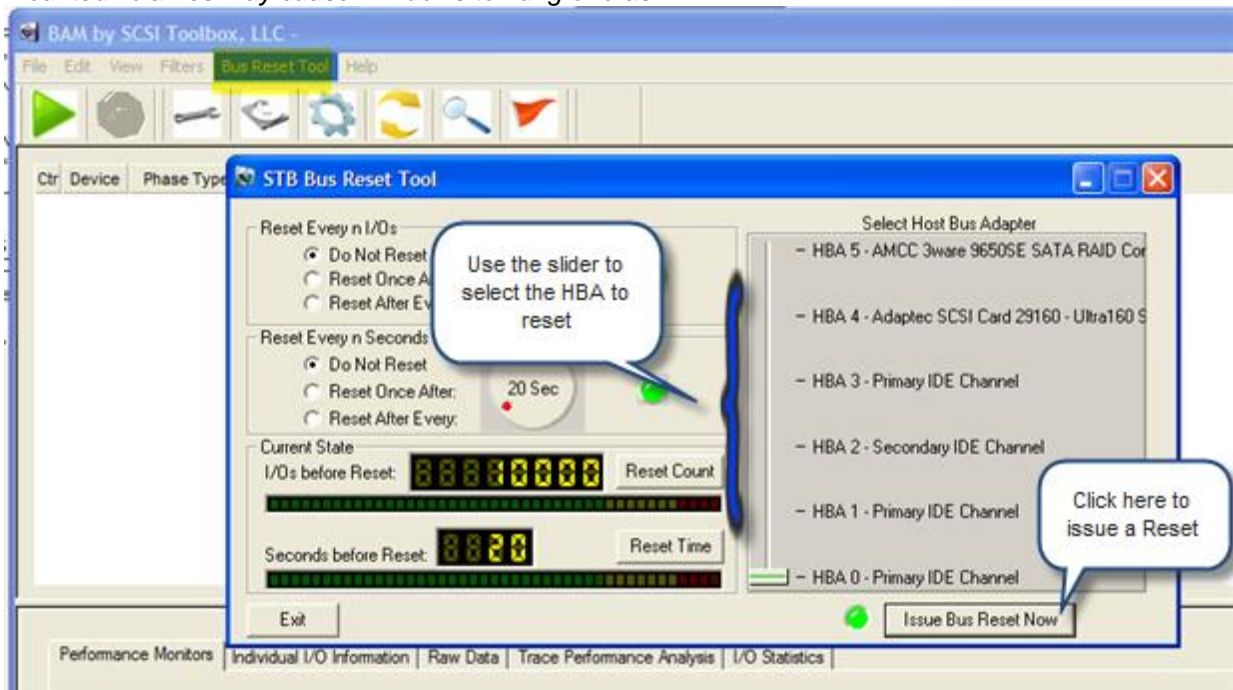 BAM by SCSI Toolbox, LLC -
File Edit View Filters Bus Reset Tool Help
Ctr Device Phase Type
STB Bus Reset Tool
Reset Every n I/Os
Do Not Reset
Reset Once A
Reset After Ev
Use the slider to
select the HBA to
reset
Reset Every n Seconds
Do Not Reset
Reset Once After:
Reset After Every:
20 Sec
Current State
I/Os before Reset: 10000 Reset Count
Seconds before Reset: 20 Reset Time
Exit
Select Host Bus Adapter
HBA 5 - AMCC 3ware 9650SE SATA RAID Cor
HBA 4 - Adaptec SCSI Card 29160 - Ultra160 S
HBA 3 - Primary IDE Channel
HBA 2 - Secondary IDE Channel
HBA 1 - Primary IDE Channel
HBA 0 - Primary IDE Channel
Click here to
issue a Reset
Issue Bus Reset Now
Performance Monitors Individual I/O Information Raw Data Trace Performance Analysis I/O Statistics